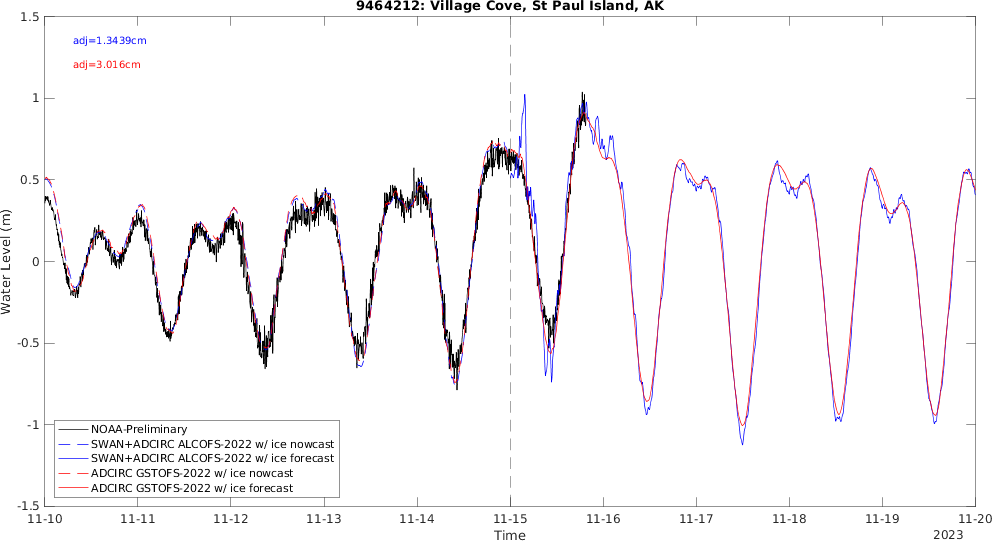 9464212: Village Cove, St Paul Island, AK
adj=1.3439cm
adj=3.016cm
Water Level (m)
1.5
1
0.5
0
-0.5
-1
-1.5
NOAA-Preliminary
SWAN+ADCIRC ALCOFS-2022 w/ ice nowcast
SWAN+ADCIRC ALCOFS-2022 w/ ice forecast
ADCIRC GSTOFS-2022 w/ ice nowcast
ADCIRC GSTOFS-2022 w/ ice forecast
11-10 11-11 11-12 11-13 11-14 11-15 11-16 11-17 11-18 11-19 11-20
Time
2023